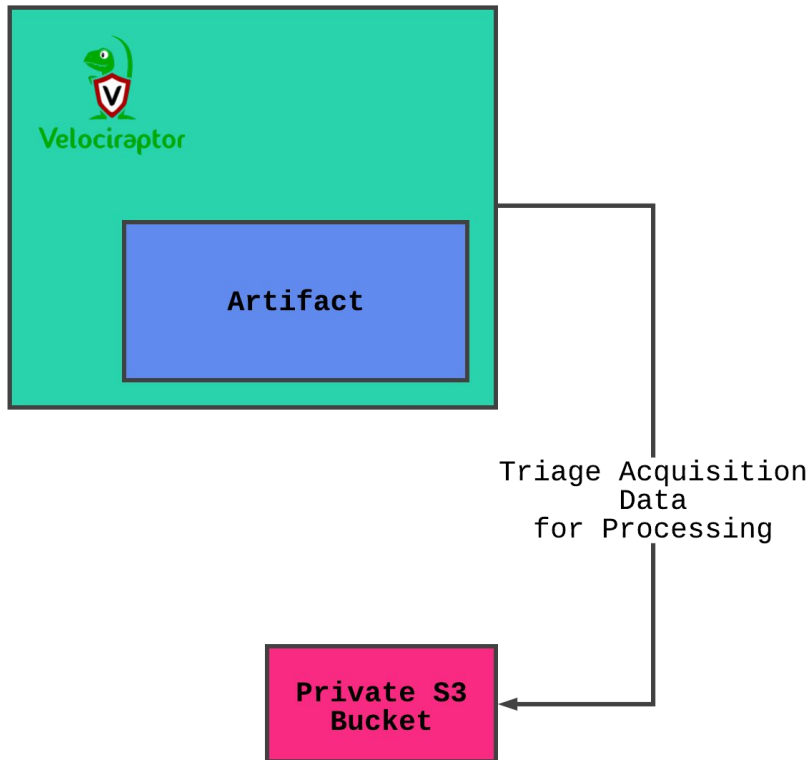 V
Velociraptor
Artifact
Triage Acquisition
Data
for Processing
Private S3
Bucket